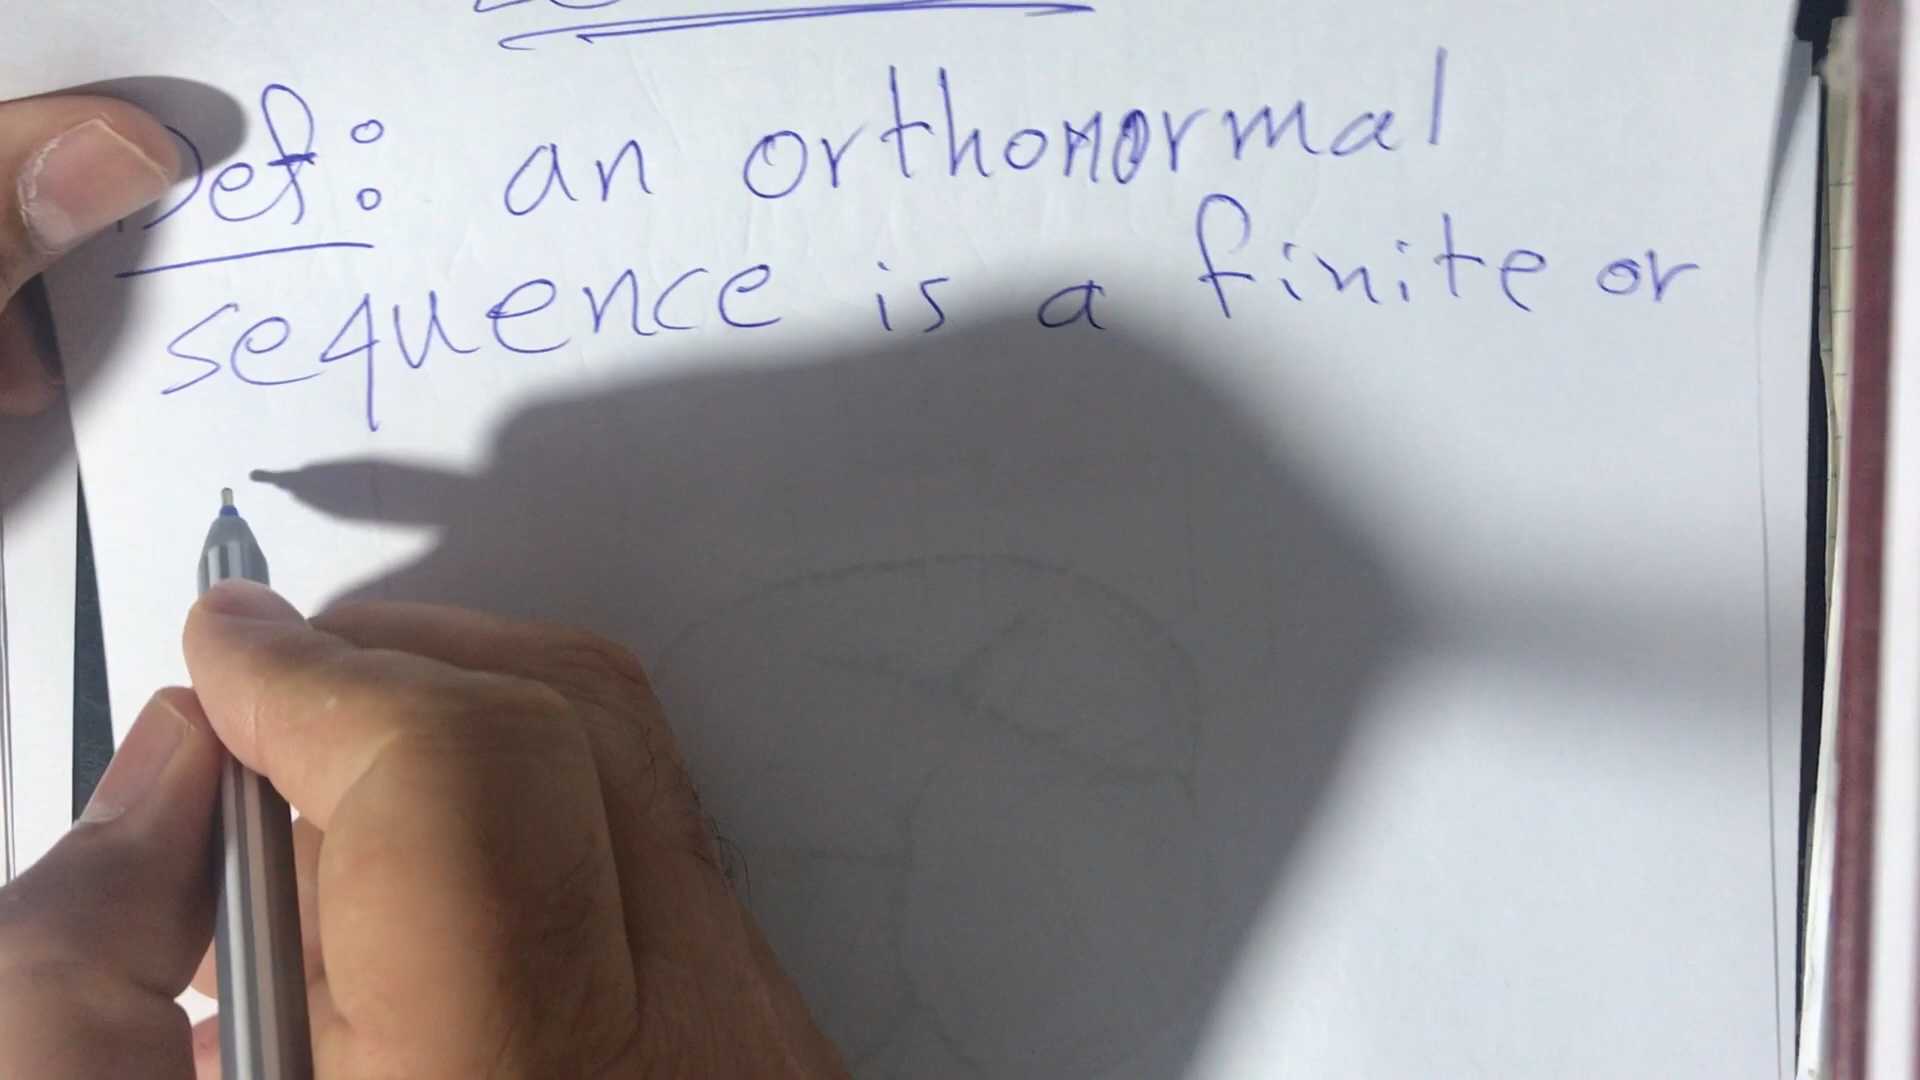 Def: an orthonormal
sequence is a finite or